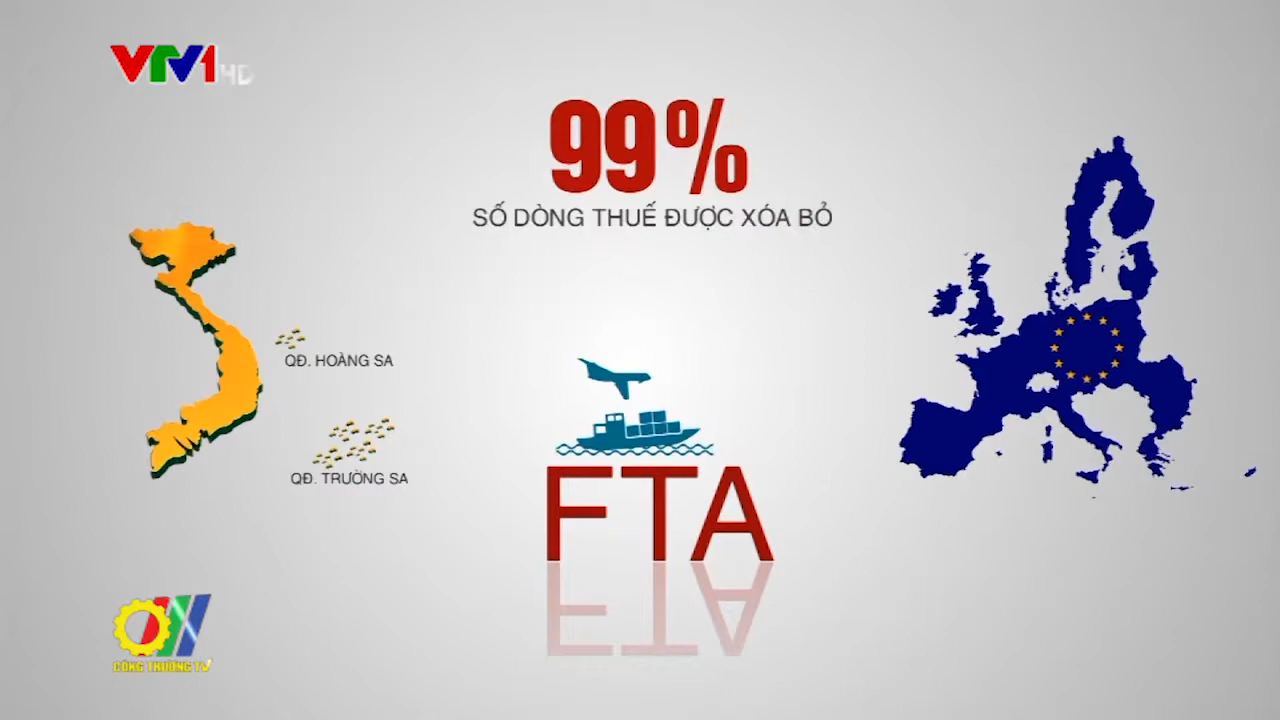 VTV1 HD
99%
SỐ DÒNG THUẾ ĐƯỢC XÓA BỎ
QĐ. HOÀNG SA
QĐ. TRƯỜNG SA
FTA
CÔNG THƯƠNG TV